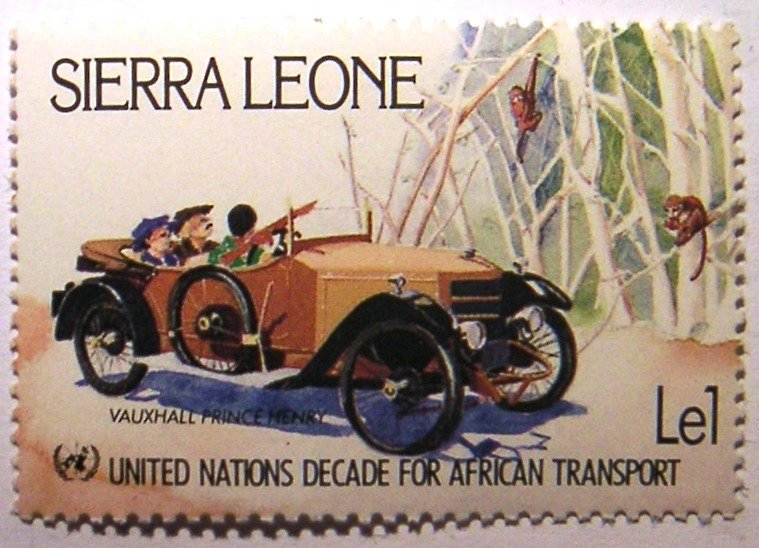 SIERRA LEONE
VAUXHALL PRINCE HENRY
Le1
UNITED NATIONS DECADE FOR AFRICAN TRANSPORT